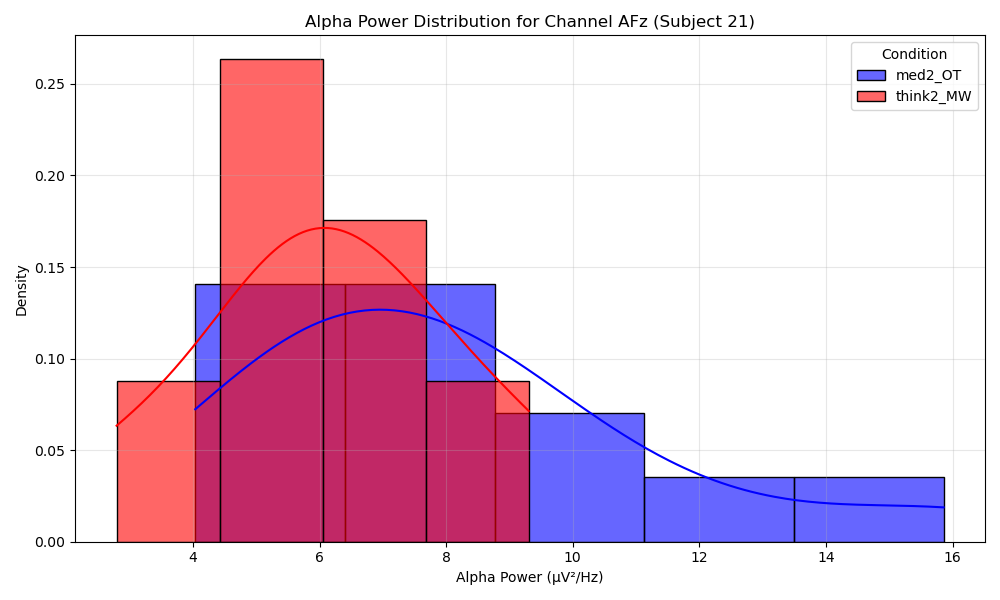 Alpha Power Distribution for Channel AFz (Subject 21)
Condition
med2_OT
think2_MW
0.25
0.20
0.15
0.10
0.05
0.00
Density
4 6 8 10 12 14 16
Alpha Power (μV²/Hz)